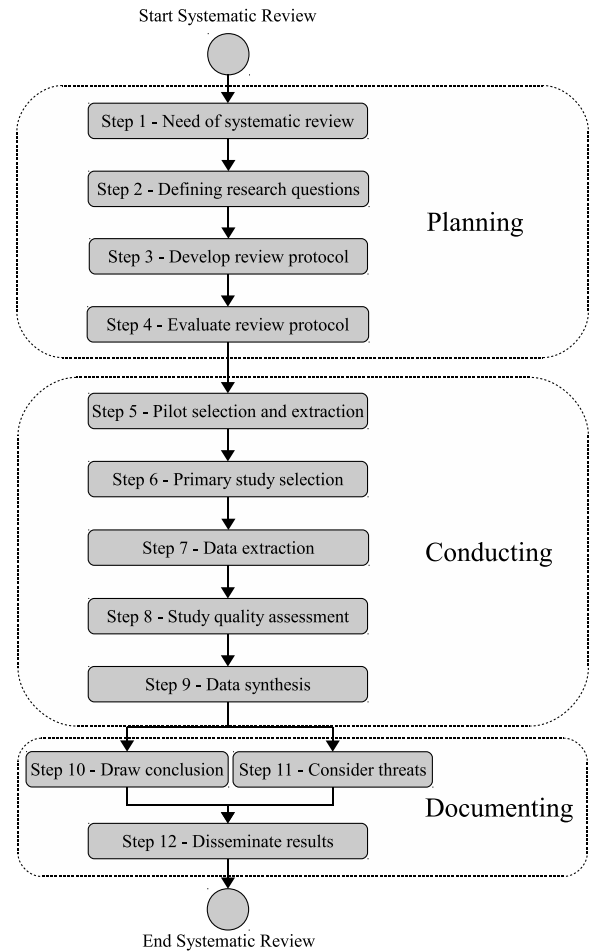 Start Systematic Review
Step 1 - Need of systematic review
Step 2 - Defining research questions
Planning
Step 3 - Develop review protocol
Step 4 - Evaluate review protocol
Step 5 - Pilot selection and extraction
Step 6 - Primary study selection
Step 7 - Data extraction
Conducting
Step 8 - Study quality assessment
Step 9 - Data synthesis
Step 10 - Draw conclusion
Step 11 - Consider threats
Documenting
Step 12 - Disseminate results
End Systematic Review